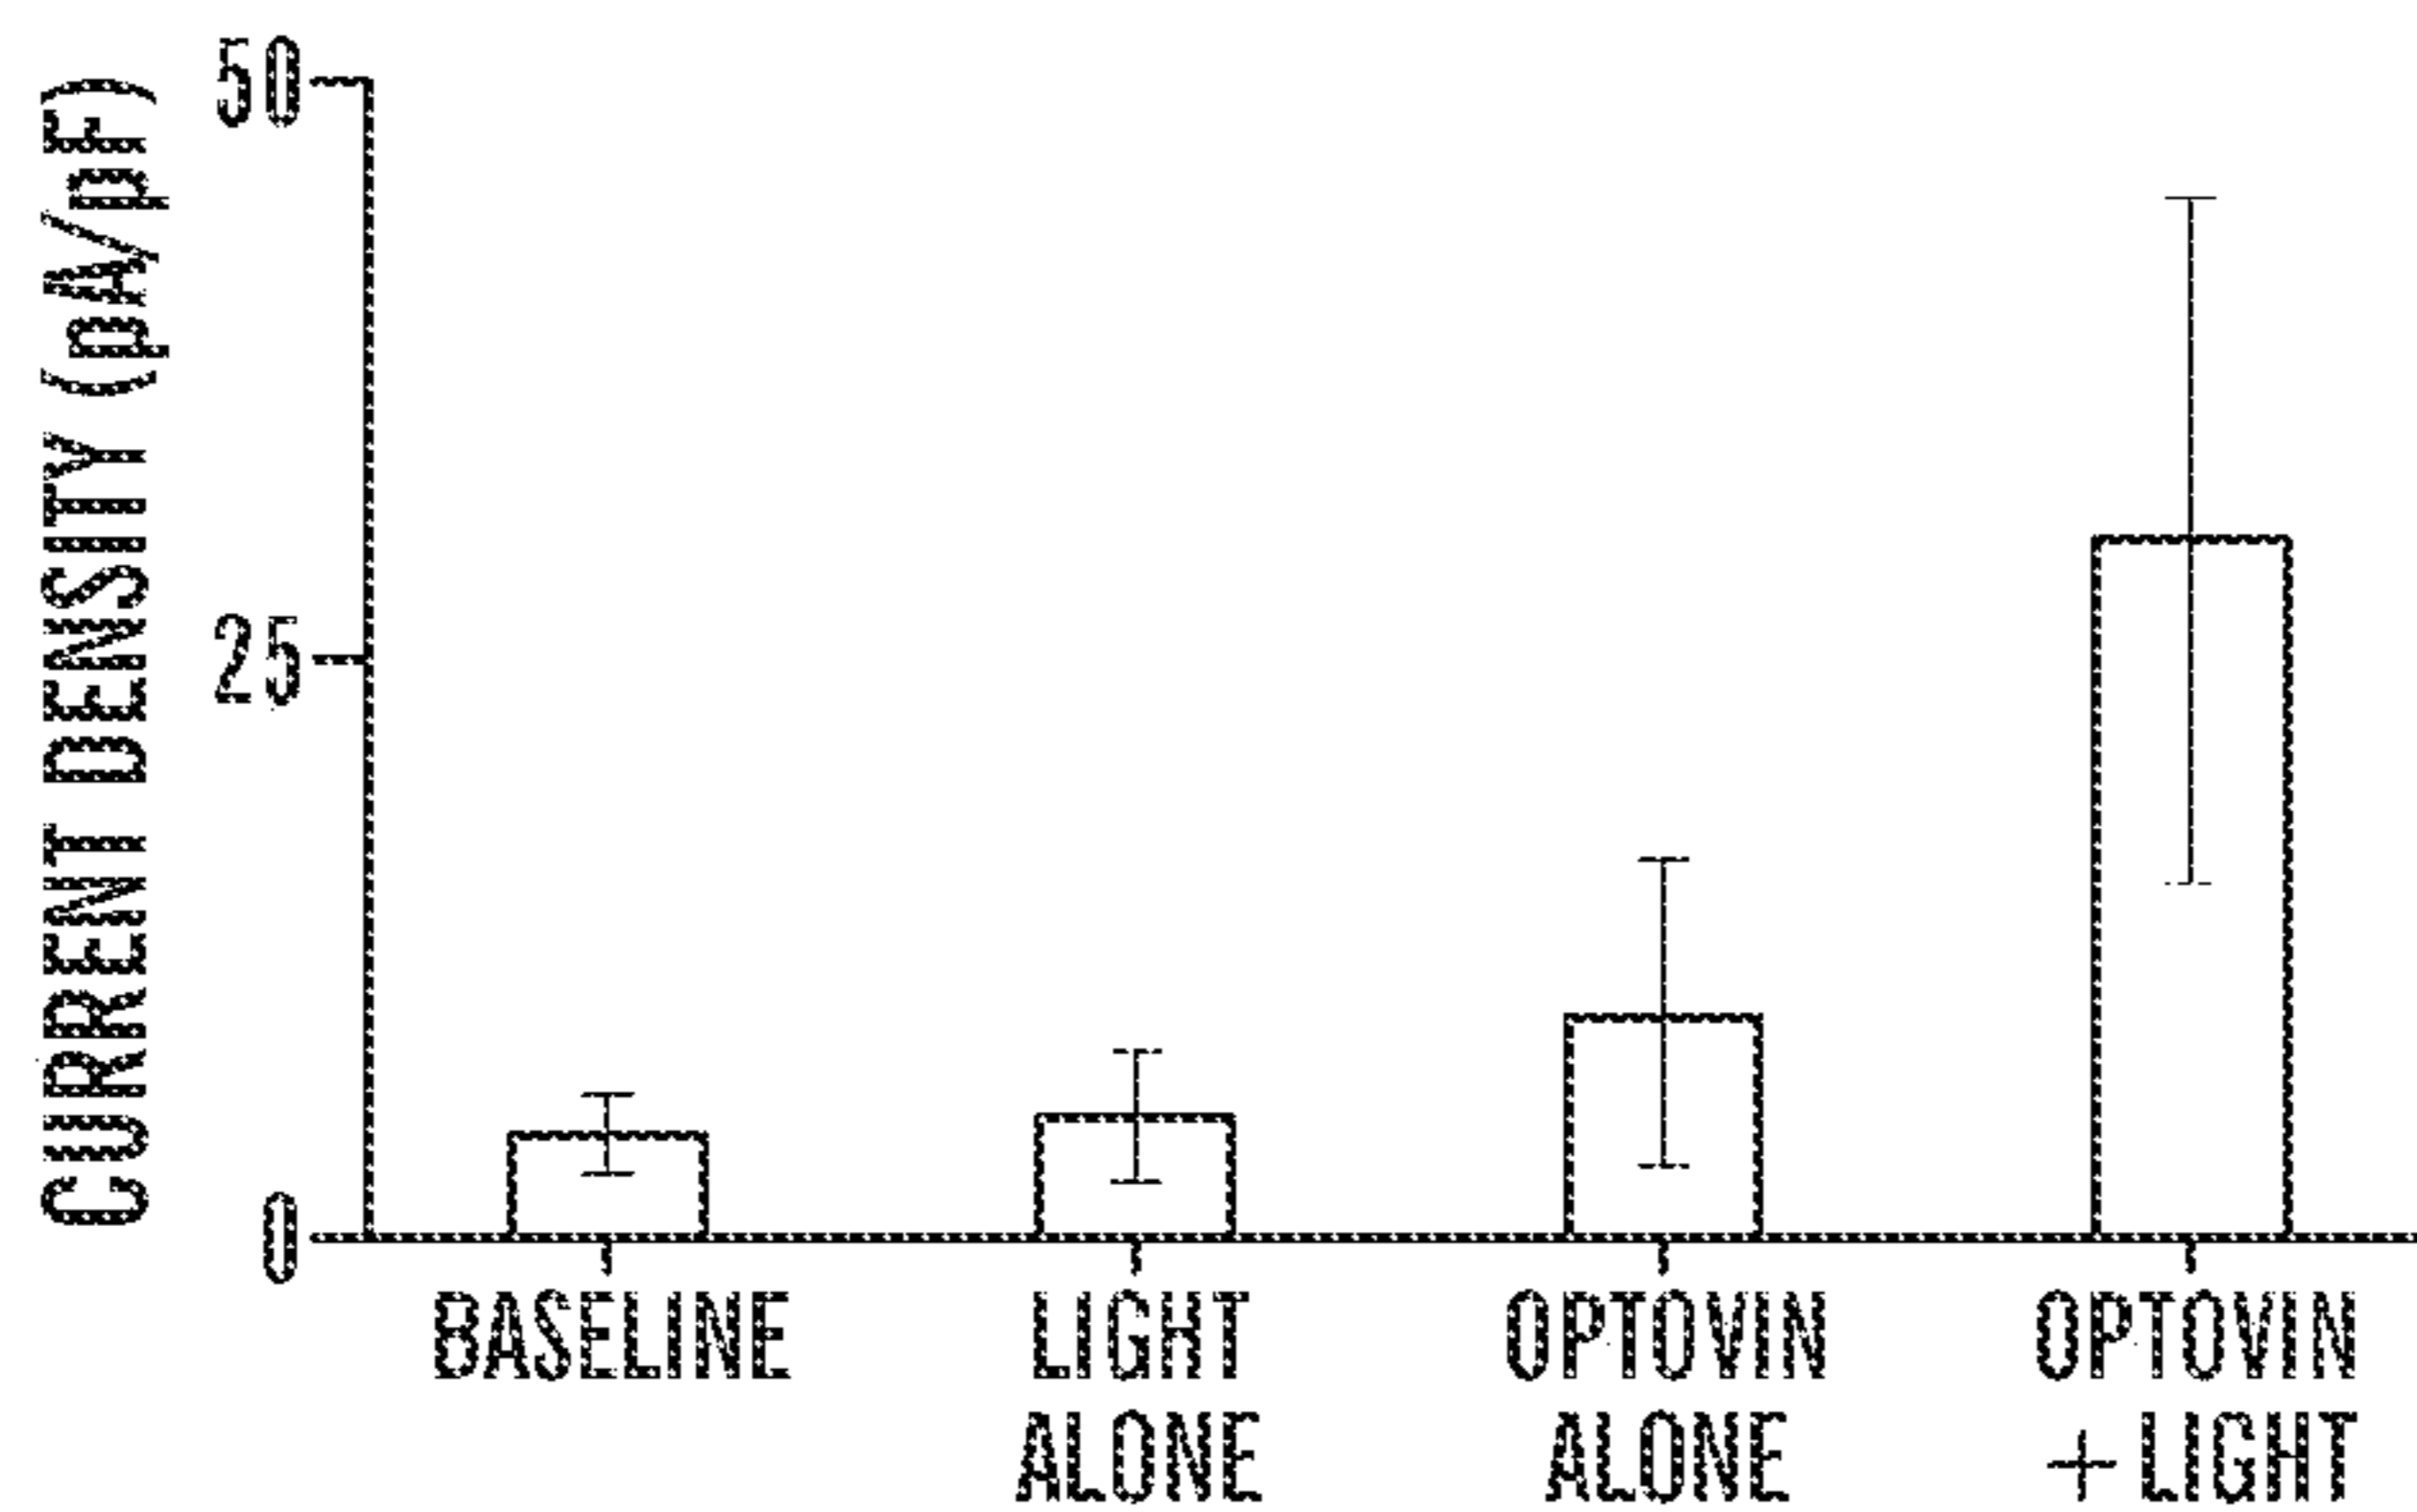 CURRENT DENSITY (pA/pF)
50
25
0
BASELINE
LIGHT
ALONE
OPTOVIN
ALONE
OPTOVIN
+ LIGHT